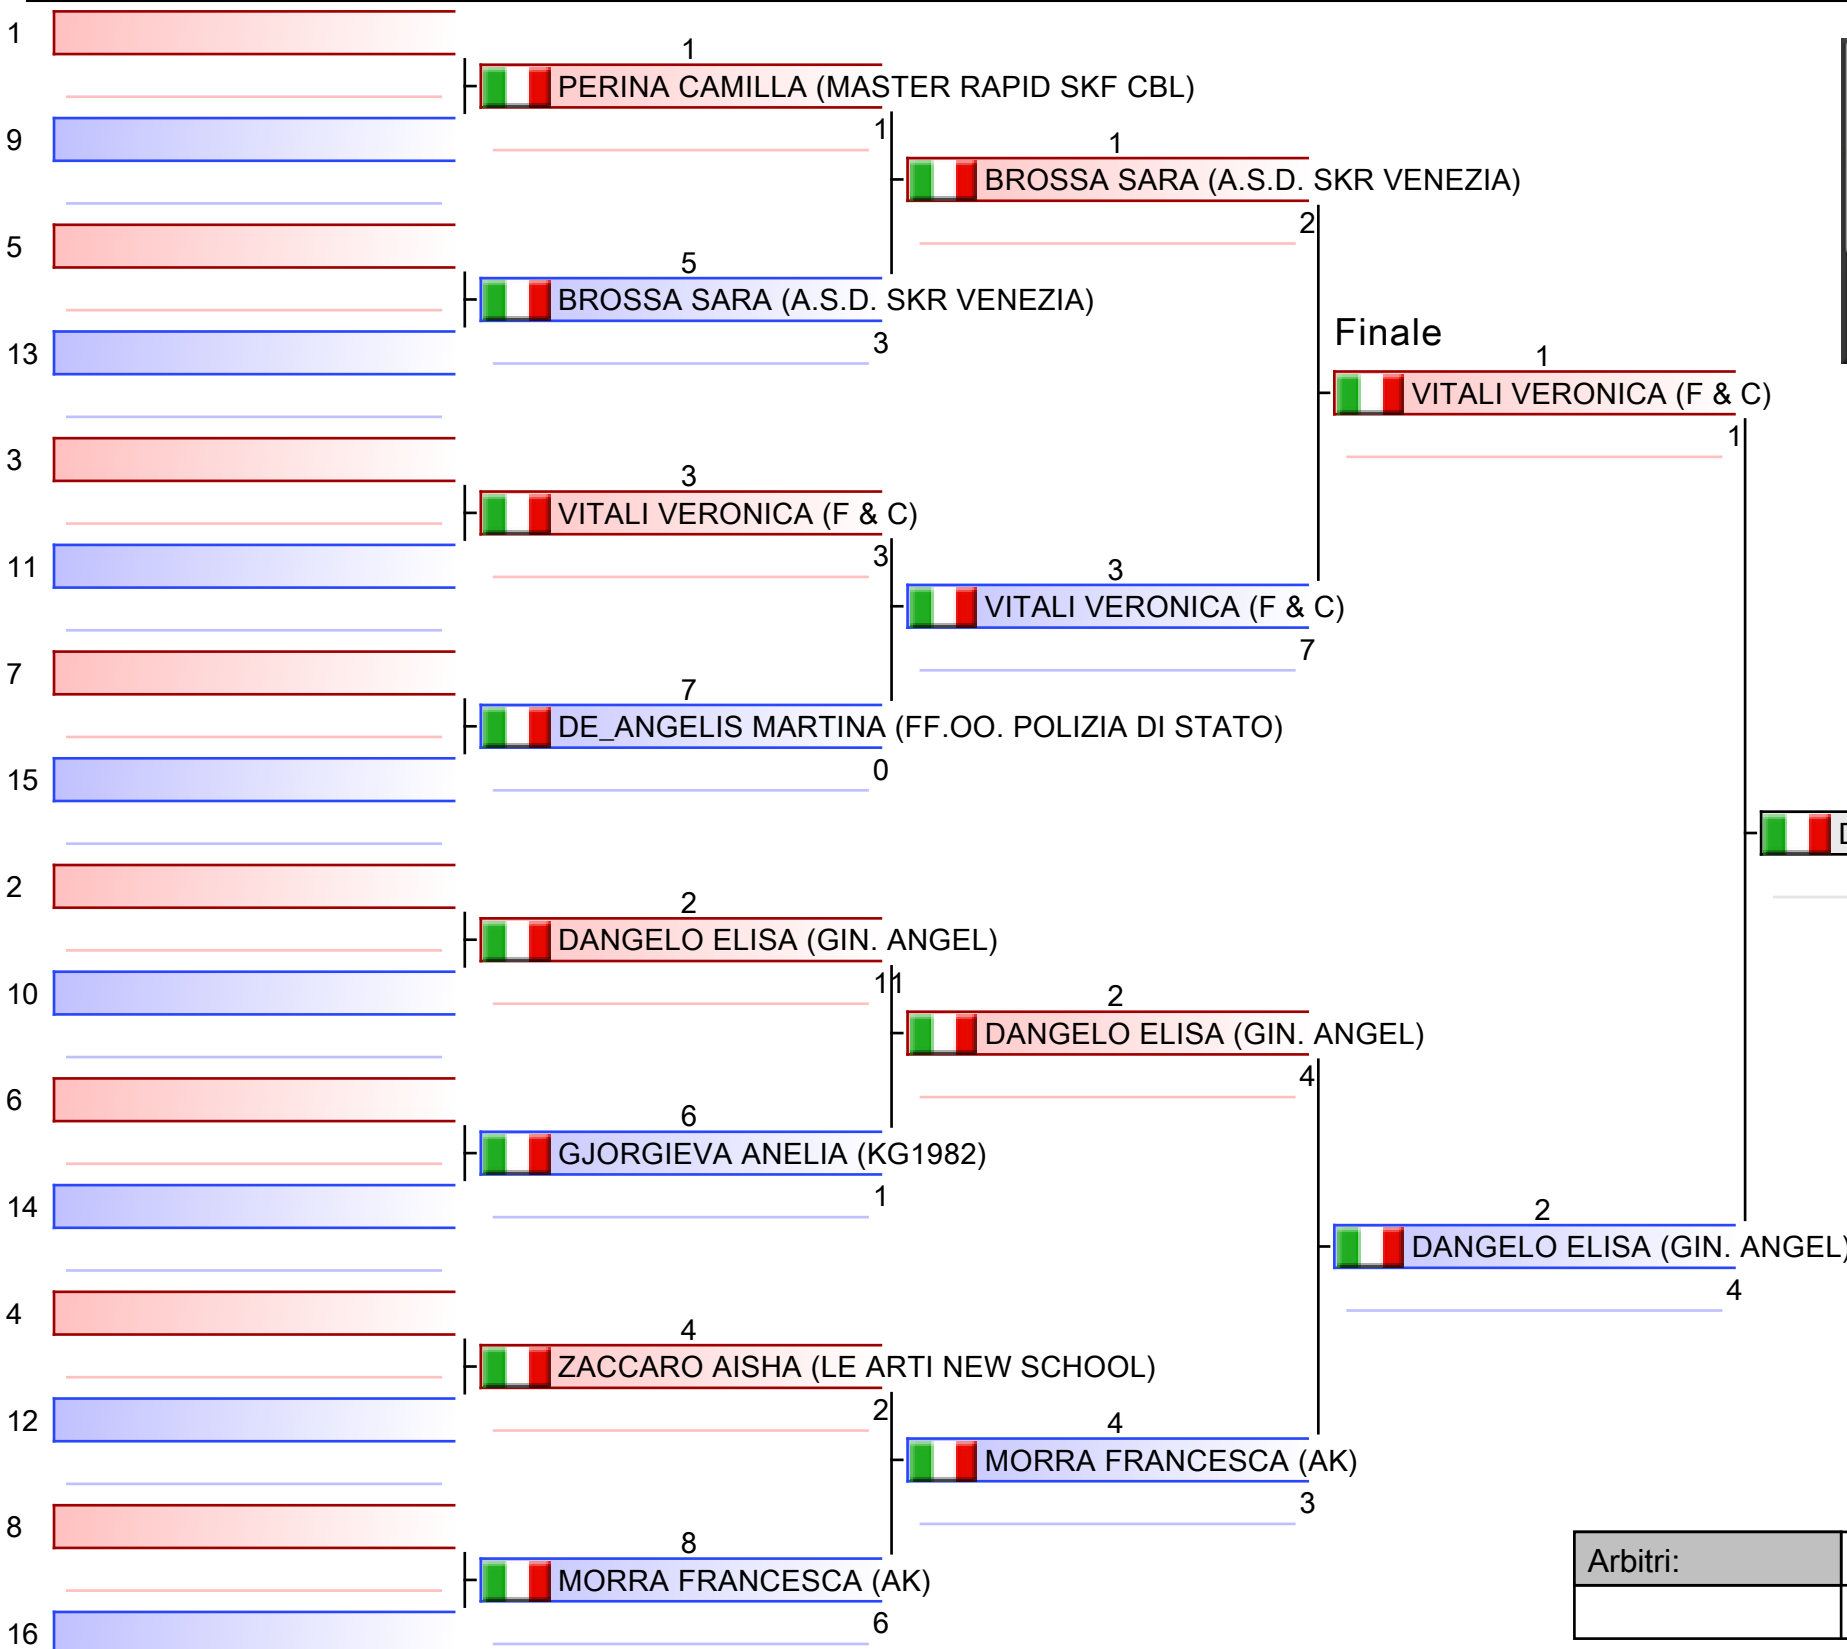 1
9
5
13
3
11
7
15
2
10
6
14
4
12
8
16
1
PERINA CAMILLA (MASTER RAPID SKF CBL)
1
5
BROSSA SARA (A.S.D. SKR VENEZIA)
3
3
VITALI VERONICA (F & C)
3
7
DE_ANGELIS MARTINA (FF.OO. POLIZIA DI STATO)
0
2
DANGELO ELISA (GIN. ANGEL)
11
6
GJORGIEVA ANELIA (KG1982)
1
4
ZACCARO AISHA (LE ARTI NEW SCHOOL)
2
8
MORRA FRANCESCA (AK)
6
1
BROSSA SARA (A.S.D. SKR VENEZIA)
2
3
VITALI VERONICA (F & C)
7
2
DANGELO ELISA (GIN. ANGEL)
4
4
MORRA FRANCESCA (AK)
3
Finale
1
VITALI VERONICA (F & C)
1
2
DANGELO ELISA (GIN. ANGEL)
4
Arbitri: